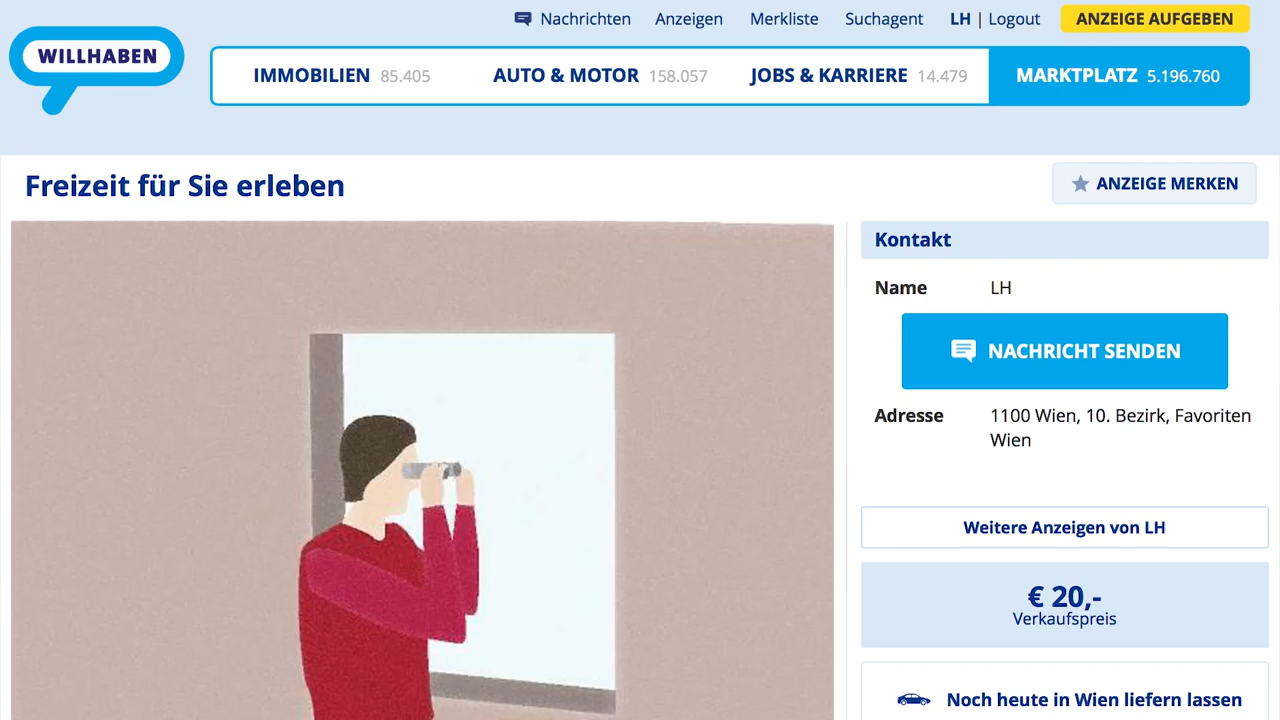 Nachrichten Anzeigen Merkliste Suchagent LH | Logout ANZEIGE AUFGEBEN
WILLHABEN
IMMOBILIEN 85.405 AUTO & MOTOR 158.057 JOBS & KARRIERE 14.479 MARKTPLATZ 5.196.760
Freizeit für Sie erleben
ANZEIGE MERKEN
Kontakt
Name LH
NACHRICHT SENDEN
Adresse 1100 Wien, 10. Bezirk, Favoriten
Wien
Weitere Anzeigen von LH
€ 20,-
Verkaufspreis
Noch heute in Wien liefern lassen